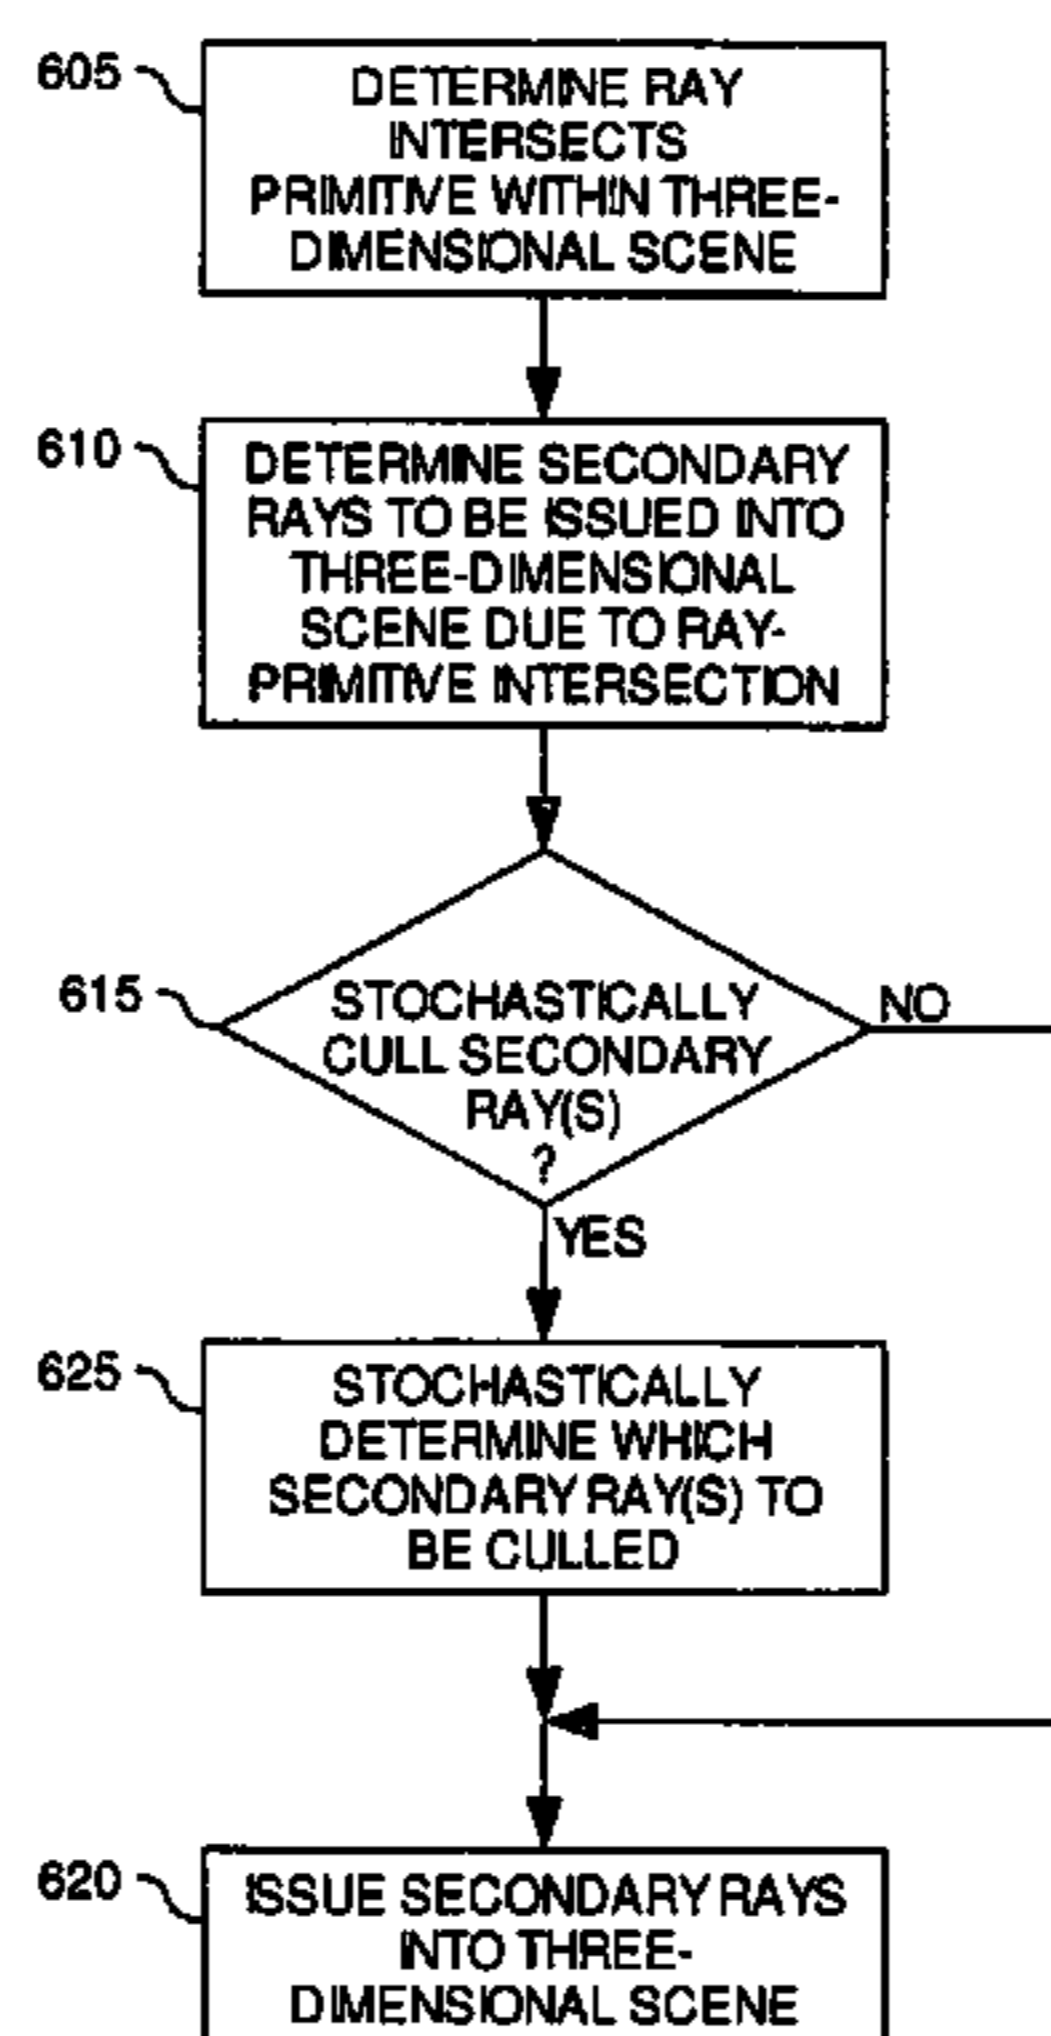 605
DETERMINE RAY
INTERSECTS
PRIMITIVE WITHIN THREE-
DIMENSIONAL SCENE
610
DETERMINE SECONDARY
RAYS TO BE ISSUED INTO
THREE-DIMENSIONAL
SCENE DUE TO RAY-
PRIMITIVE INTERSECTION
615
STOCHASTICALLY
CULL SECONDARY
RAY(S)
?
NO
YES
625
STOCHASTICALLY
DETERMINE WHICH
SECONDARY RAY(S) TO
BE CULLED
620
ISSUE SECONDARY RAYS
INTO THREE-
DIMENSIONAL SCENE